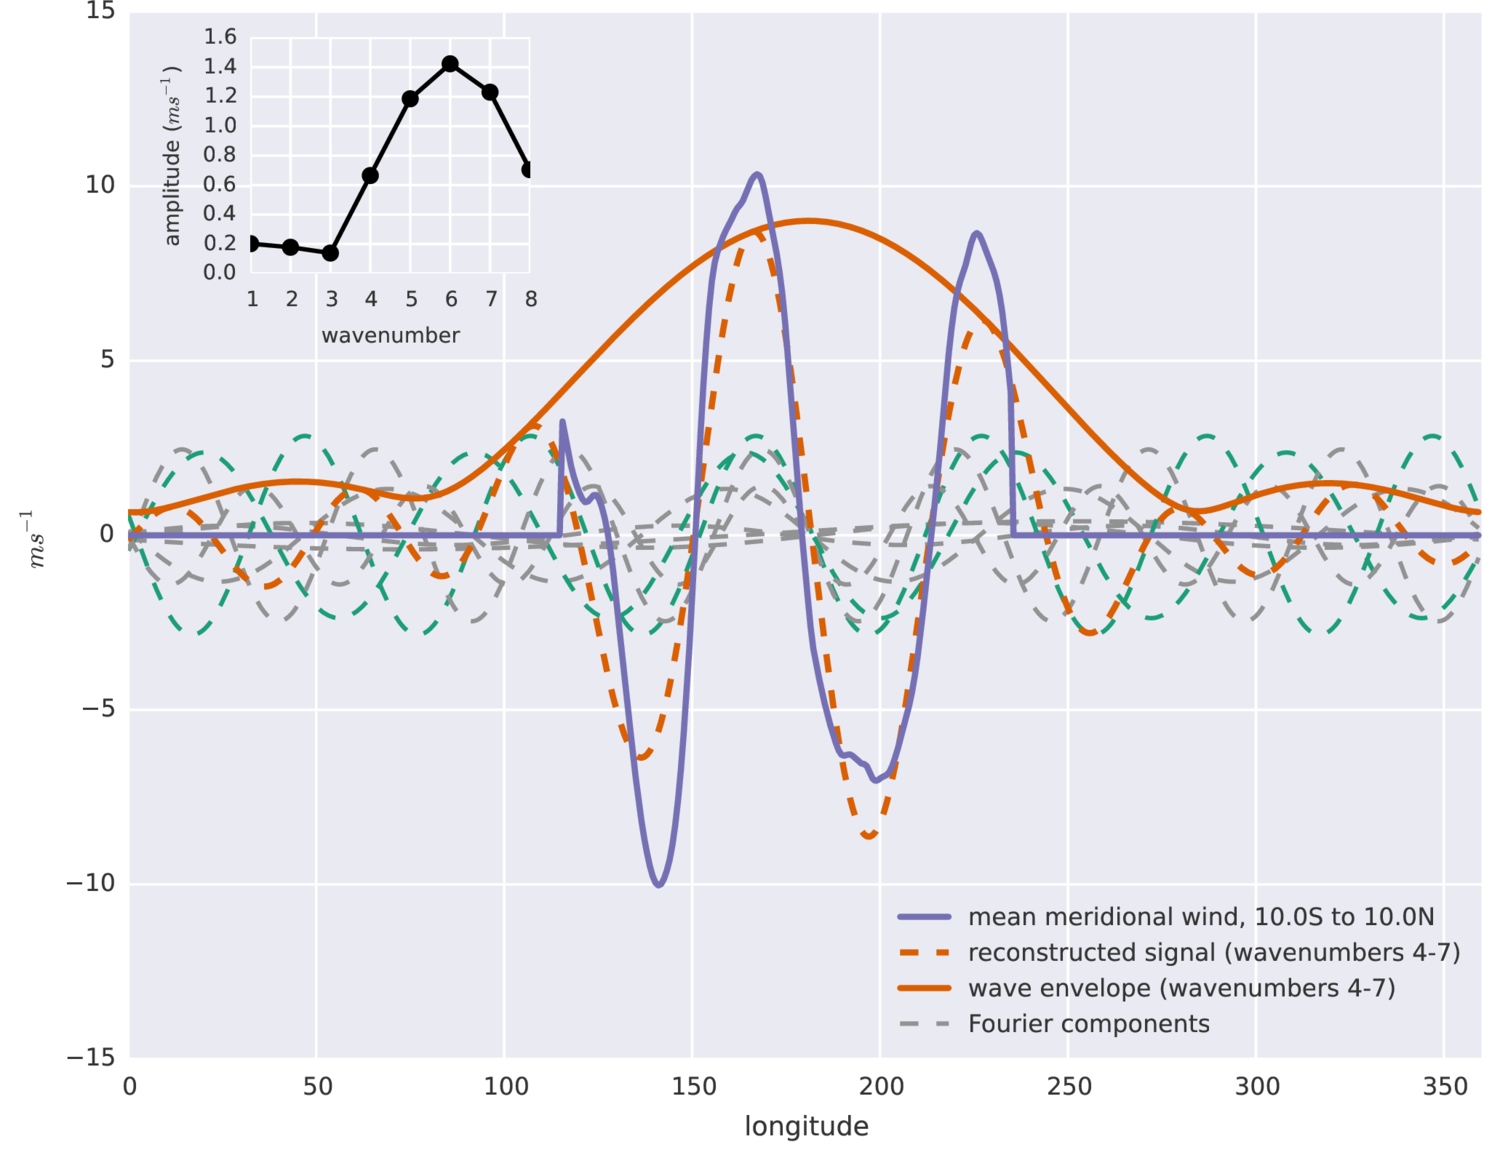 15
10
5
0
−5
−10
−15
ms⁻¹
0 50 100 150 200 250 300 350
longitude
1.6
1.4
1.2
1.0
0.8
0.6
0.4
0.2
0.0
amplitude (ms⁻¹)
1 2 3 4 5 6 7 8
wavenumber
mean meridional wind, 10.0S to 10.0N
reconstructed signal (wavenumbers 4-7)
wave envelope (wavenumbers 4-7)
Fourier components